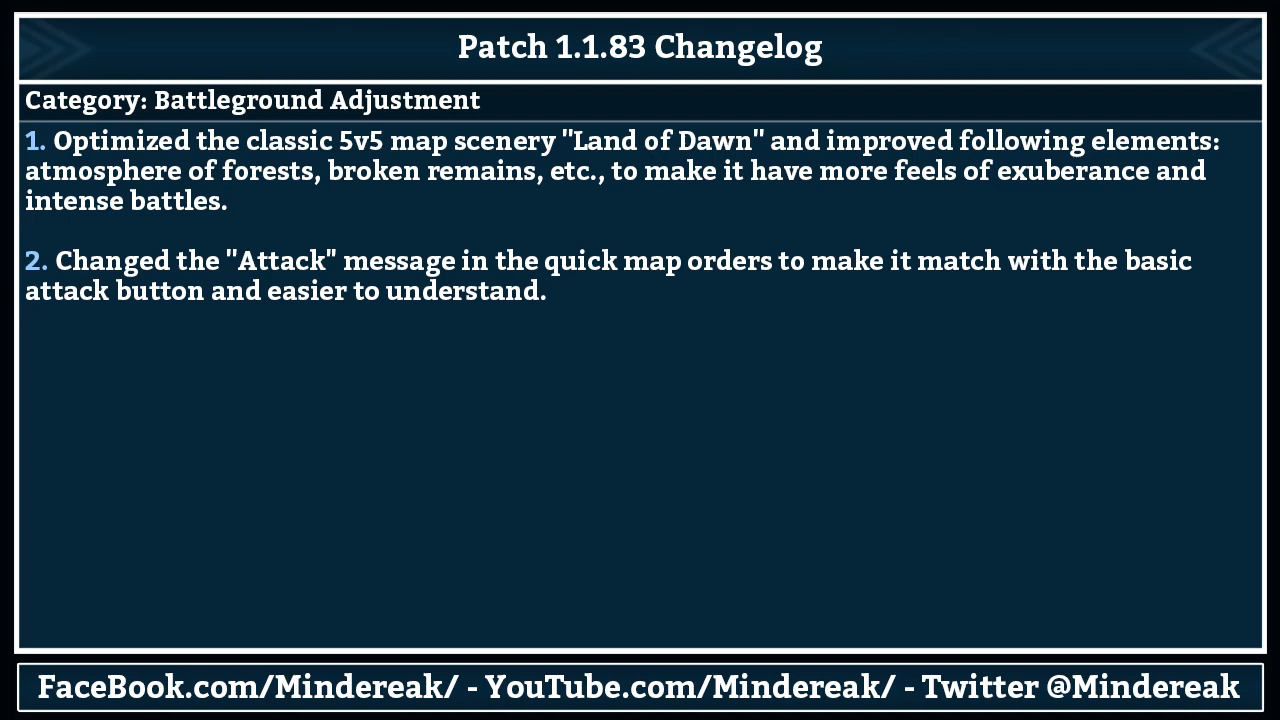 Patch 1.1.83 Changelog
Category: Battleground Adjustment
1. Optimized the classic 5v5 map scenery "Land of Dawn" and improved following elements:
atmosphere of forests, broken remains, etc., to make it have more feels of exuberance and
intense battles.
2. Changed the "Attack" message in the quick map orders to make it match with the basic
attack button and easier to understand.
FaceBook.com/Mindereak/ - YouTube.com/Mindereak/ - Twitter @Mindereak